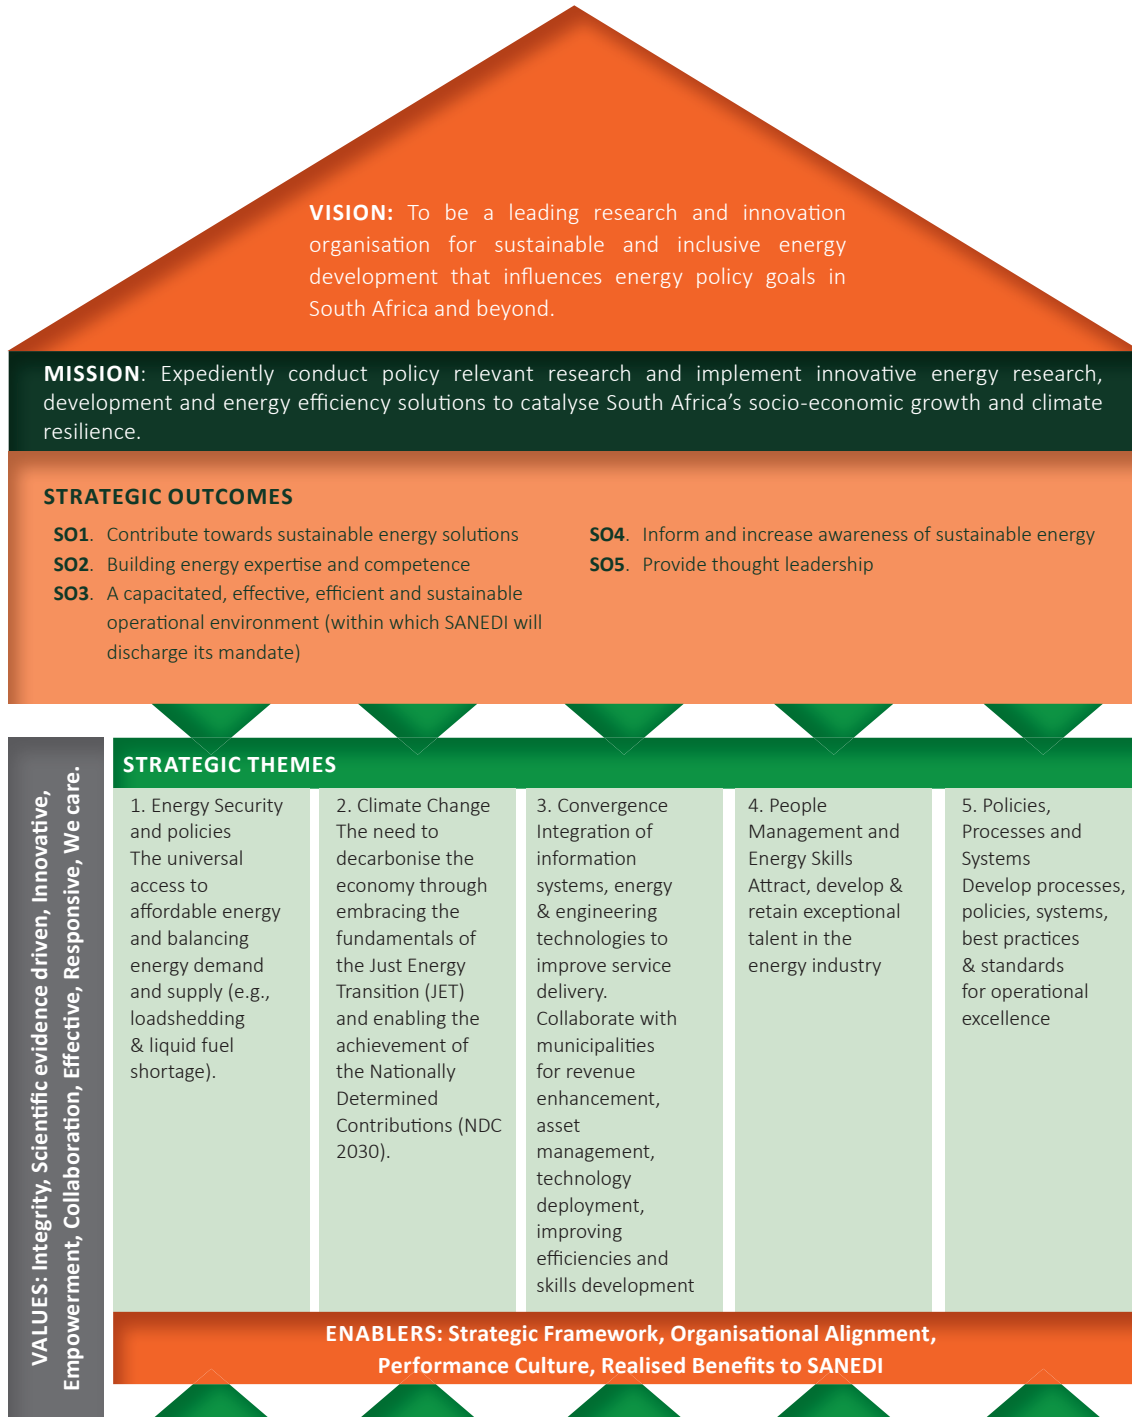 VISION: To be a leading research and innovation
organisation for sustainable and inclusive energy
development that influences energy policy goals in
South Africa and beyond.
MISSION: Expediently conduct policy relevant research and implement innovative energy research,
development and energy efficiency solutions to catalyse South Africa's socio-economic growth and climate
resilience.
STRATEGIC OUTCOMES
SO1. Contribute towards sustainable energy solutions
SO2. Building energy expertise and competence
SO3. A capacitated, effective, efficient and sustainable
operational environment (within which SANEDI will
discharge its mandate)
SO4. Inform and increase awareness of sustainable energy
SO5. Provide thought leadership
VALUES: Integrity, Scientific evidence driven, Innovative,
Empowerment, Collaboration, Effective, Responsive, We care.
STRATEGIC THEMES
1. Energy Security
and policies
The universal
access to
affordable energy
and balancing
energy demand
and supply (e.g.,
loadshedding
& liquid fuel
shortage).
2. Climate Change
The need to
decarbonise the
economy through
embracing the
fundamentals of
the Just Energy
Transition (JET)
and enabling the
achievement of
the Nationally
Determined
Contributions (NDC
2030).
3. Convergence
Integration of
information
systems, energy
& engineering
technologies to
improve service
delivery.
Collaborate with
municipalities
for revenue
enhancement,
asset
management,
technology
deployment,
improving
efficiencies and
skills development
4. People
Management and
Energy Skills
Attract, develop &
retain exceptional
talent in the
energy industry
5. Policies,
Processes and
Systems
Develop processes,
policies, systems,
best practices
& standards
for operational
excellence
ENABLERS: Strategic Framework, Organisational Alignment,
Performance Culture, Realised Benefits to SANEDI